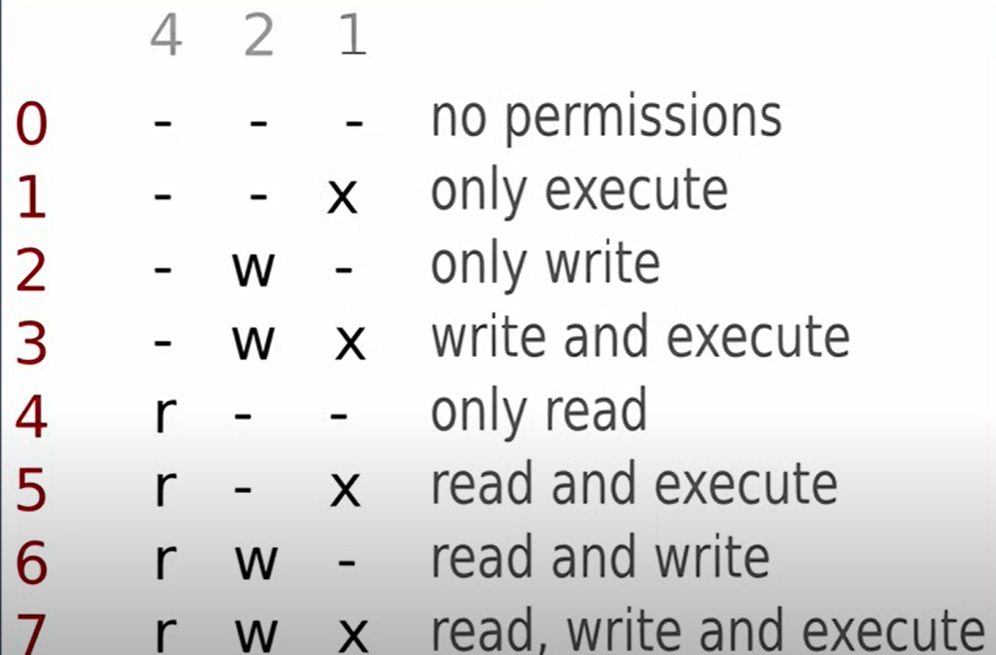 4 2 1
0 - - - no permissions
1 - - x only execute
2 - w - only write
3 - w x write and execute
4 r - - only read
5 r - x read and execute
6 r w - read and write
7 r w x read, write and execute